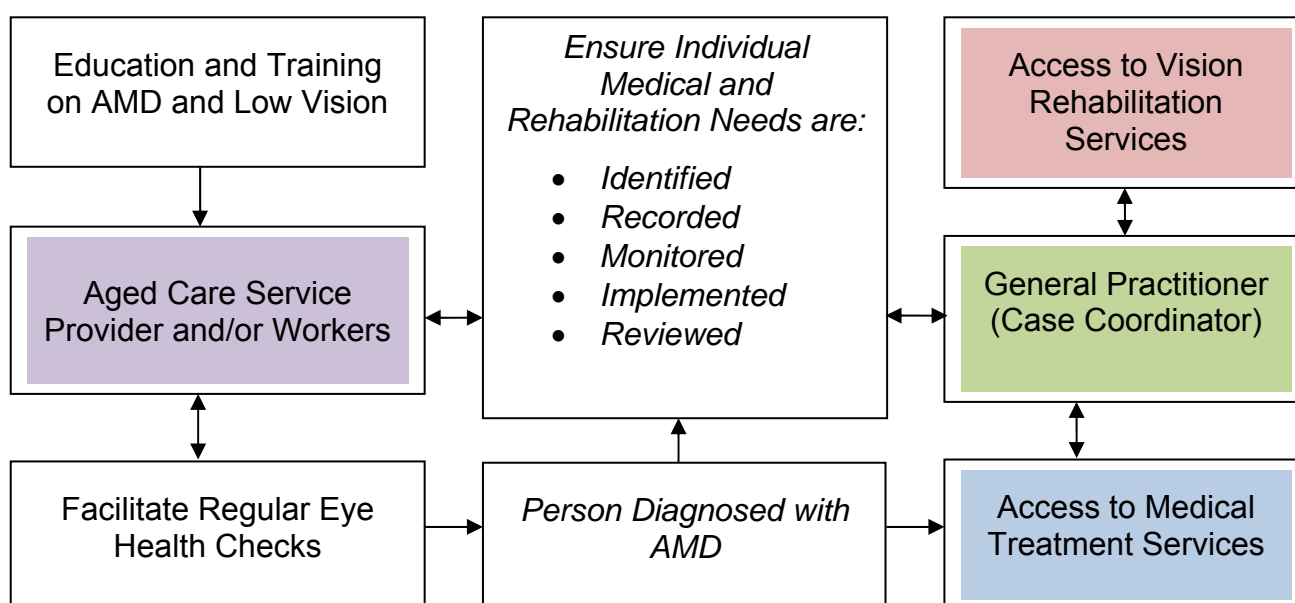 Education and Training
on AMD and Low Vision
Ensure Individual
Medical and
Rehabilitation Needs are:
• Identified
• Recorded
• Monitored
• Implemented
• Reviewed
Access to Vision
Rehabilitation
Services
Aged Care Service
Provider and/or Workers
General Practitioner
(Case Coordinator)
Facilitate Regular Eye
Health Checks
Person Diagnosed with
AMD
Access to Medical
Treatment Services